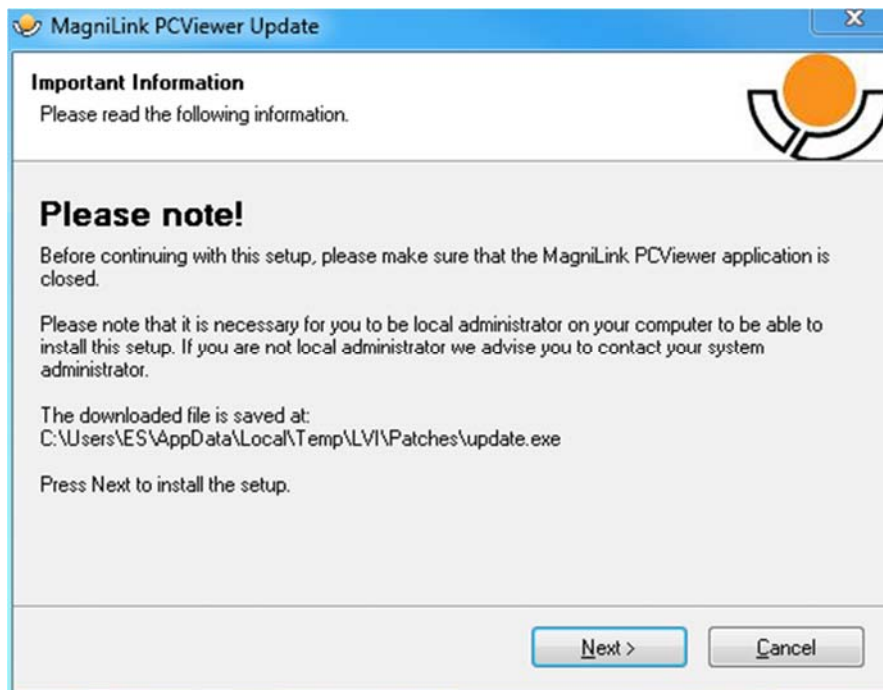 MagniLink PCViewer Update
Important Information
Please read the following information.
Please note!
Before continuing with this setup, please make sure that the MagniLink PCViewer application is
closed.
Please note that it is necessary for you to be local administrator on your computer to be able to
install this setup. If you are not local administrator we advise you to contact your system
administrator.
The downloaded file is saved at:
C:\Users\ES\AppData\Local\Temp\LVI\Patches\update.exe
Press Next to install the setup.
Next >
Cancel